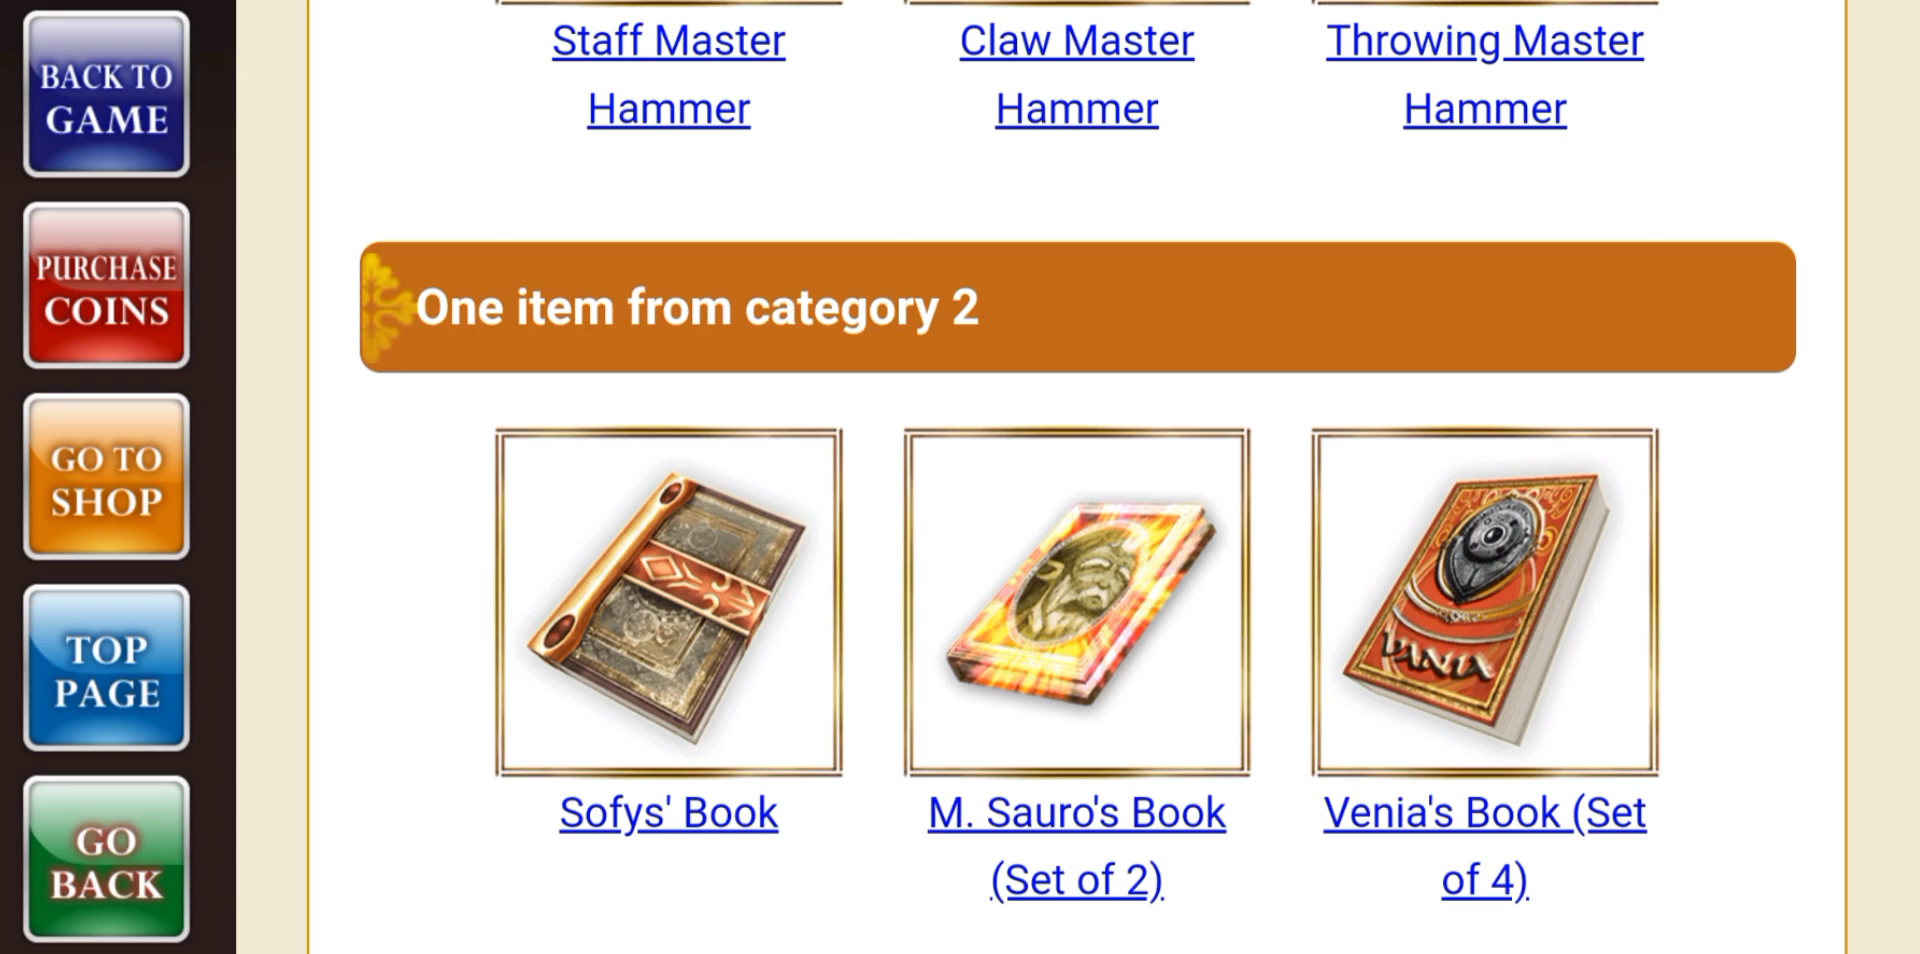 BACK TO
GAME
PURCHASE
COINS
GO TO
SHOP
TOP
PAGE
GO
BACK
Staff Master
Hammer
Claw Master
Hammer
Throwing Master
Hammer
One item from category 2
VANIA
Sofys' Book
M. Sauro's Book
(Set of 2)
Venia's Book (Set
of 4)